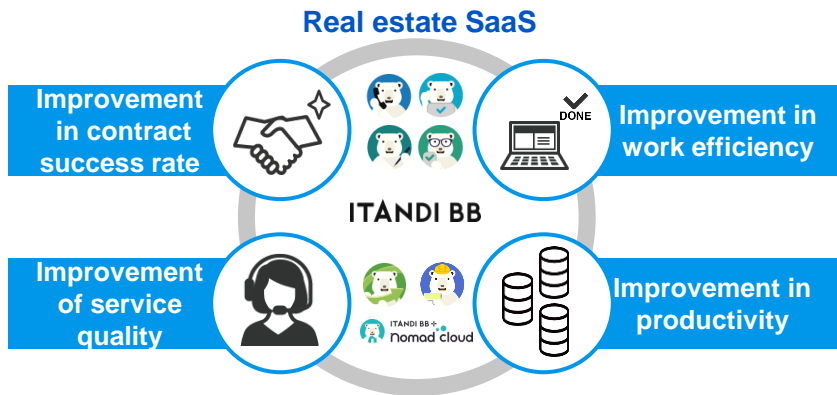 Real estate SaaS
Improvement
in contract
success rate
DONE
Improvement in
work efficiency
ITANDI BB
Improvement
of service
quality
ITANDI BB +
nomad cloud
Improvement in
productivity